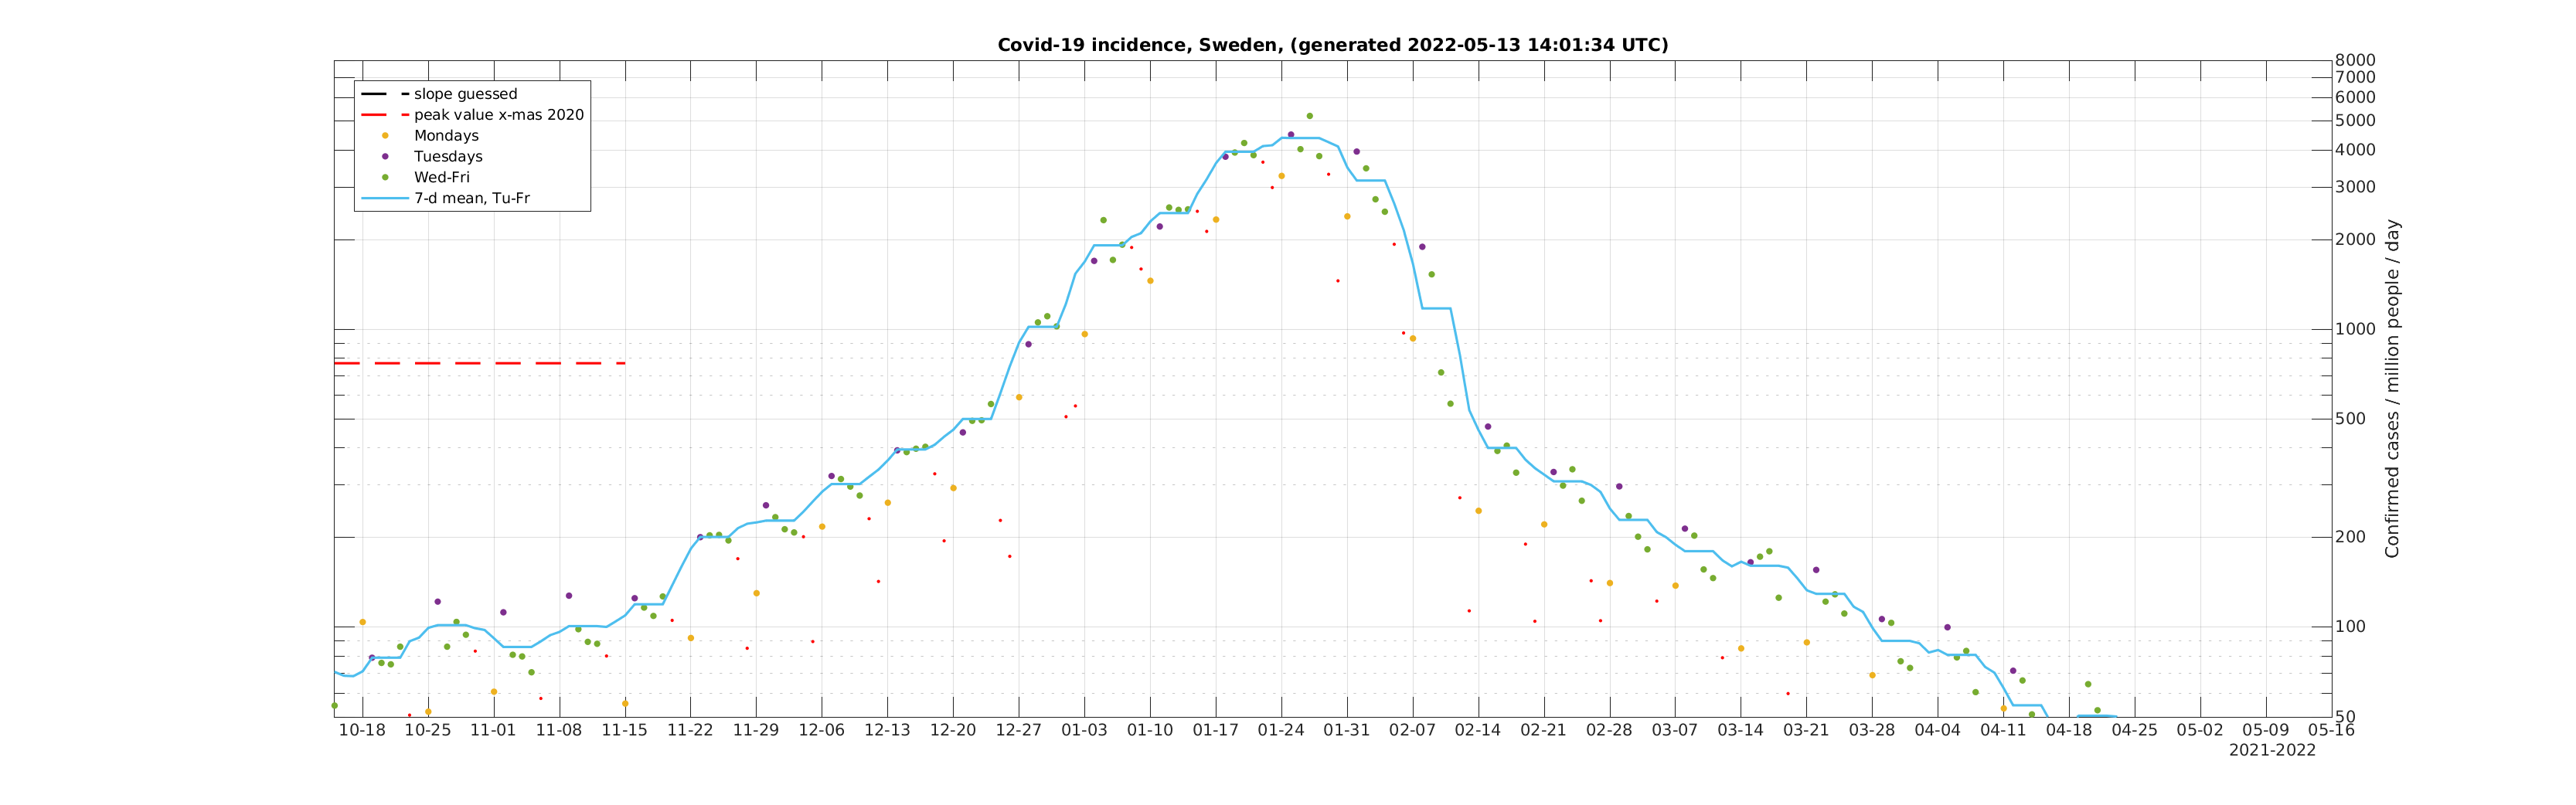 Covid-19 incidence, Sweden, (generated 2022-05-13 14:01:34 UTC)
slope guessed
peak value x-mas 2020
Mondays
Tuesdays
Wed-Fri
7-d mean, Tu-Fr
8000
7000
6000
5000
4000
3000
2000
1000
500
200
100
50
Confirmed cases / million people / day
10-18 10-25 11-01 11-08 11-15 11-22 11-29 12-06 12-13 12-20 12-27 01-03 01-10 01-17 01-24 01-31 02-07 02-14 02-21 02-28 03-07 03-14 03-21 03-28 04-04 04-11 04-18 04-25 05-02 05-09 05-16
2021-2022